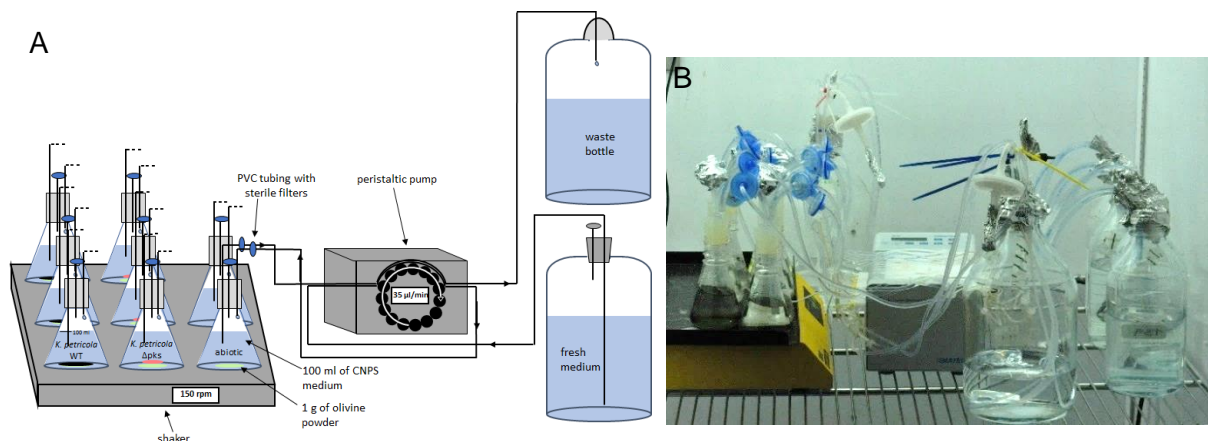 A
B
waste
bottle
PVC tubing with
sterile filters
peristaltic pump
35 µl/min
100 ml
K. petricola
WT
K. petricola
Δpks
abiotic
100 ml of CNPS
medium
1 g of olivine
powder
150 rpm
shaker
fresh
medium